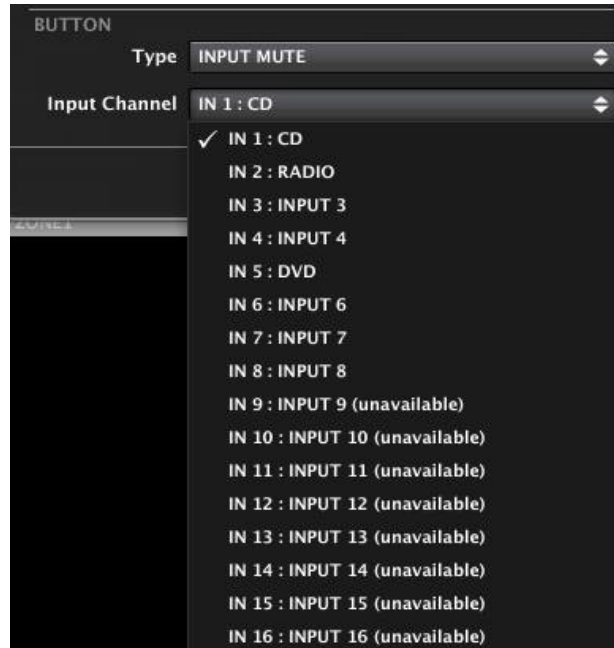 BUTTON
Type INPUT MUTE
Input Channel IN 1 : CD
✓ IN 1 : CD
IN 2 : RADIO
IN 3 : INPUT 3
ZONE1
IN 4 : INPUT 4
IN 5 : DVD
IN 6 : INPUT 6
IN 7 : INPUT 7
IN 8 : INPUT 8
IN 9 : INPUT 9 (unavailable)
IN 10 : INPUT 10 (unavailable)
IN 11 : INPUT 11 (unavailable)
IN 12 : INPUT 12 (unavailable)
IN 13 : INPUT 13 (unavailable)
IN 14 : INPUT 14 (unavailable)
IN 15 : INPUT 15 (unavailable)
IN 16 : INPUT 16 (unavailable)